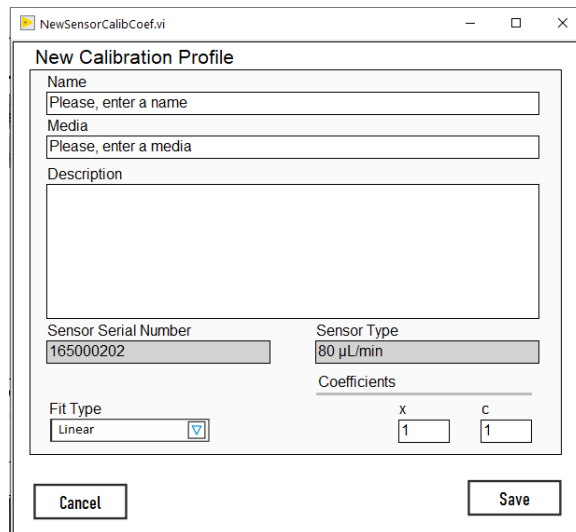 NewSensorCalibCoef.vi
New Calibration Profile
Name
Please, enter a name
Media
Please, enter a media
Description
Sensor Serial Number
165000202
Sensor Type
80 µL/min
Coefficients
Fit Type
Linear
x
1
c
1
Cancel
Save